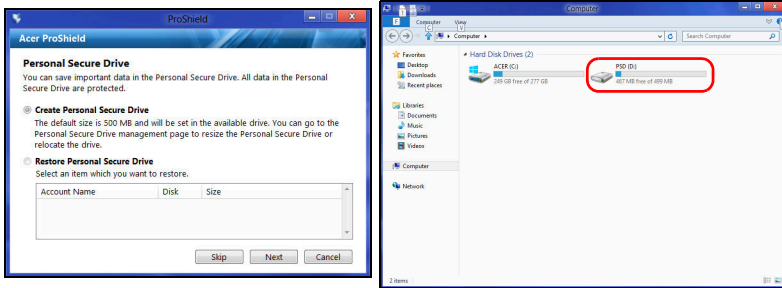 ProShield
Acer ProShield
Personal Secure Drive
You can save important data in the Personal Secure Drive. All data in the Personal
Secure Drive are protected.
Create Personal Secure Drive
The default size is 500 MB and will be set in the available drive. You can go to the
Personal Secure Drive management page to resize the Personal Secure Drive or
relocate the drive.
Restore Personal Secure Drive
Select an item which you want to restore.
Account Name Disk Size
Skip Next Cancel
Computer
F Computer View
C V
Computer
Search Computer
Favorites
Desktop
Downloads
Recent places
Libraries
Documents
Music
Pictures
Videos
Computer
Network
Hard Disk Drives (2)
ACER (C:)
249 GB free of 277 GB
PSD (D:)
467 MB free of 499 MB
2 items